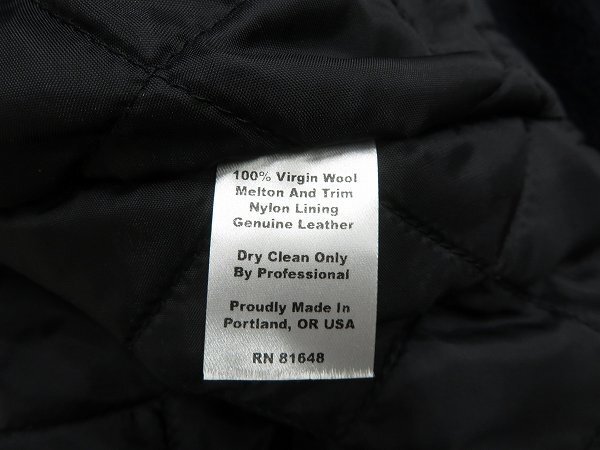 100% Virgin Wool
Melton And Trim
Nylon Lining
Genuine Leather
Dry Clean Only
By Professional
Proudly Made In
Portland, OR USA
RN 81648